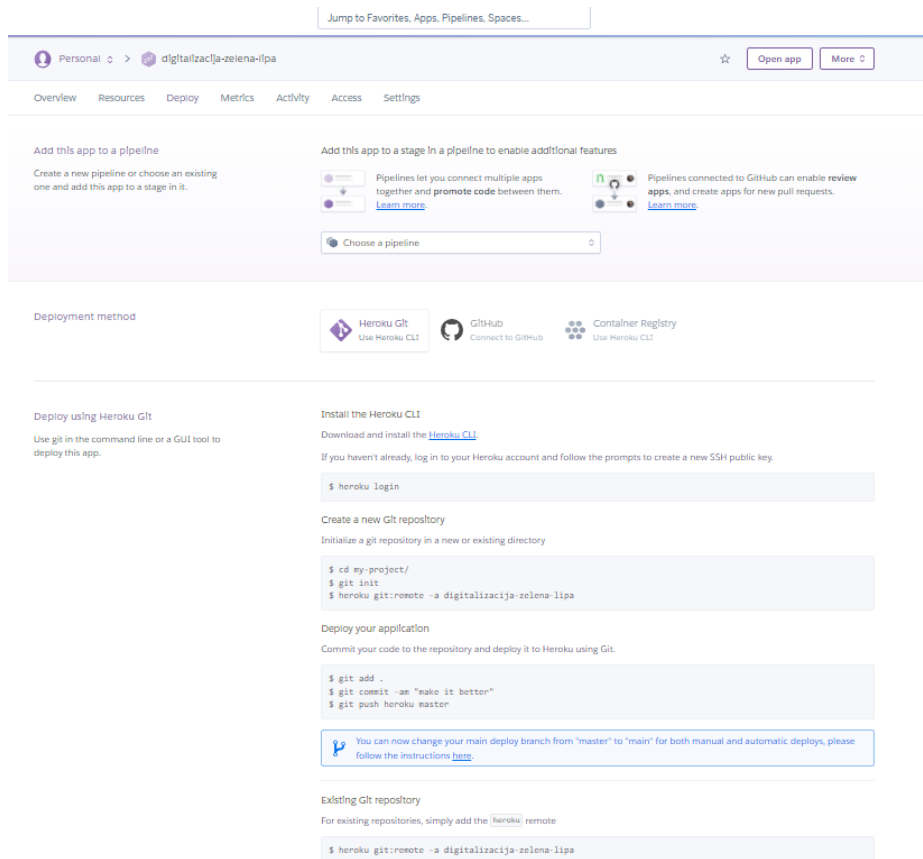 Jump to Favorites, Apps, Pipelines, Spaces...
Personal > digitalizacija-zelena-lipa
Open app
More
Overview Resources Deploy Metrics Activity Access Settings
Add this app to a pipeline
Create a new pipeline or choose an existing
one and add this app to a stage in it.
Add this app to a stage in a pipeline to enable additional features
Pipelines let you connect multiple apps
together and promote code between them.
Learn more.
Pipelines connected to GitHub can enable review
apps, and create apps for new pull requests.
Learn more.
Choose a pipeline
Deployment method
Heroku Git
Use Heroku CLI
GitHub
Connect to GitHub
Container Registry
Use Heroku CLI
Deploy using Heroku Git
Use git in the command line or a GUI tool to
deploy this app.
Install the Heroku CLI
Download and install the Heroku CLI.
If you haven't already, log in to your Heroku account and follow the prompts to create a new SSH public key.
$ heroku login
Create a new Git repository
Initialize a git repository in a new or existing directory
$ cd my-project/
$ git init
$ heroku git:remote -a digitalizacija-zelena-lipa
Deploy your application
Commit your code to the repository and deploy it to Heroku using Git.
$ git add .
$ git commit -am "make it better"
$ git push heroku master
You can now change your main deploy branch from "master" to "main" for both manual and automatic deploys, please
follow the instructions here.
Existing Git repository
For existing repositories, simply add the heroku remote
$ heroku git:remote -a digitalizacija-zelena-lipa